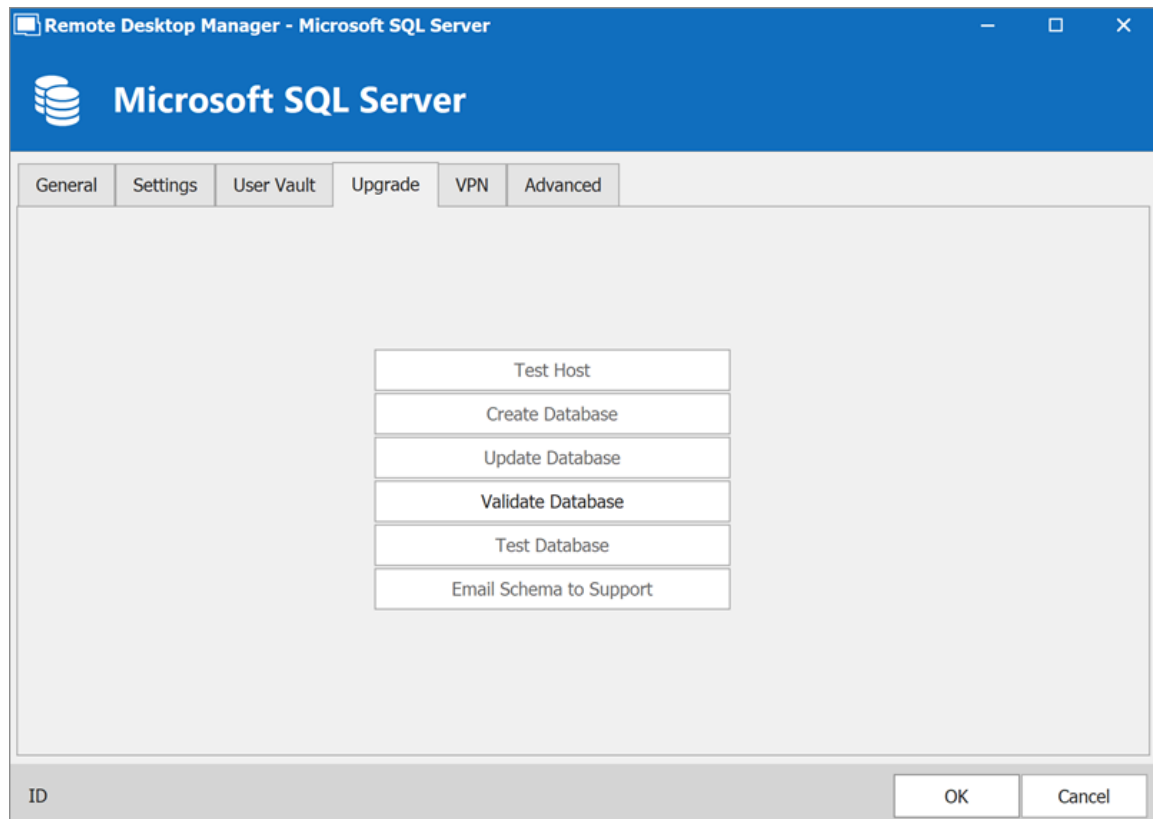 Remote Desktop Manager - Microsoft SQL Server
Microsoft SQL Server
General Settings User Vault Upgrade VPN Advanced
Test Host
Create Database
Update Database
Validate Database
Test Database
Email Schema to Support
ID OK Cancel